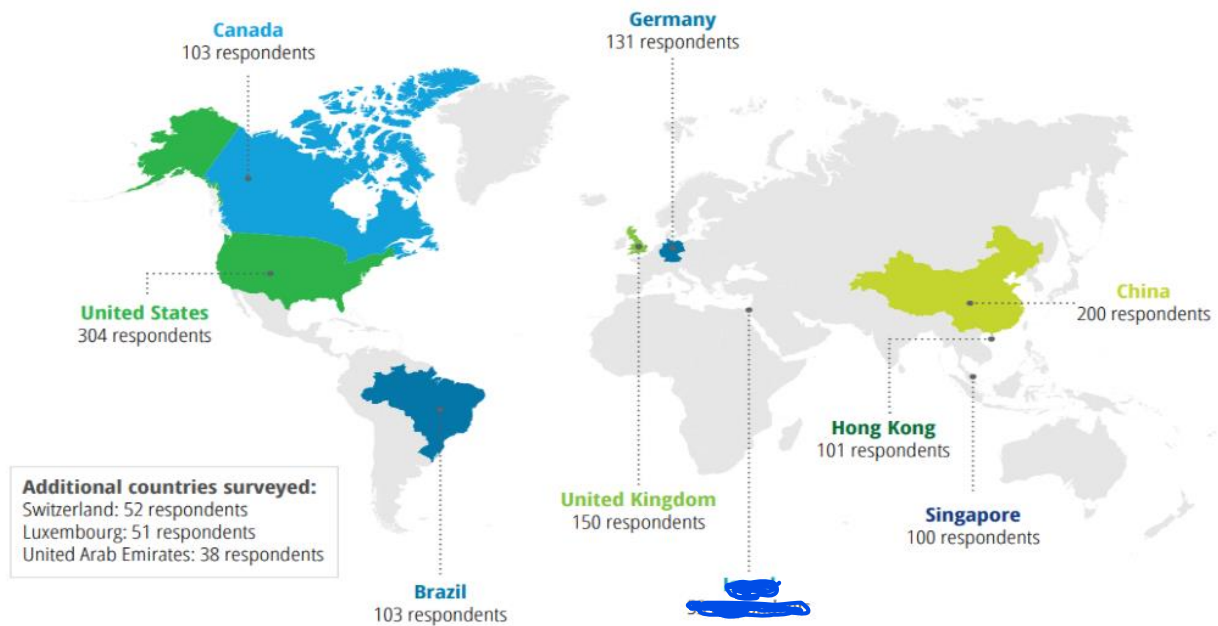 Canada
103 respondents
Germany
131 respondents
United States
304 respondents
China
200 respondents
Hong Kong
101 respondents
United Kingdom
150 respondents
Singapore
100 respondents
Additional countries surveyed:
Switzerland: 52 respondents
Luxembourg: 51 respondents
United Arab Emirates: 38 respondents
Brazil
103 respondents